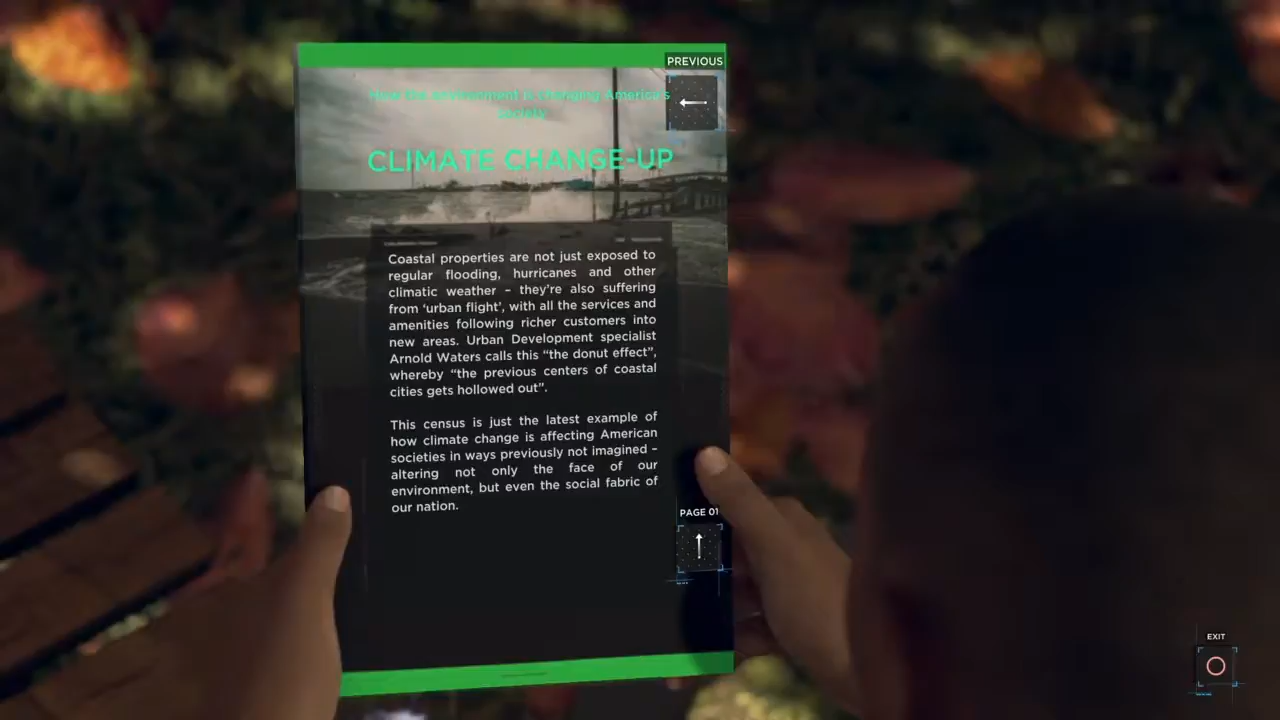 PREVIOUS
How the environment is changing America's
society
CLIMATE CHANGE-UP
Coastal properties are not just exposed to
regular flooding, hurricanes and other
climatic weather – they're also suffering
from 'urban flight', with all the services and
amenities following richer customers into
new areas. Urban Development specialist
Arnold Waters calls this "the donut effect",
whereby "the previous centers of coastal
cities gets hollowed out".
This census is just the latest example of
how climate change is affecting American
societies in ways previously not imagined –
altering not only the face of our
environment, but even the social fabric of
our nation.
PAGE 01
EXIT